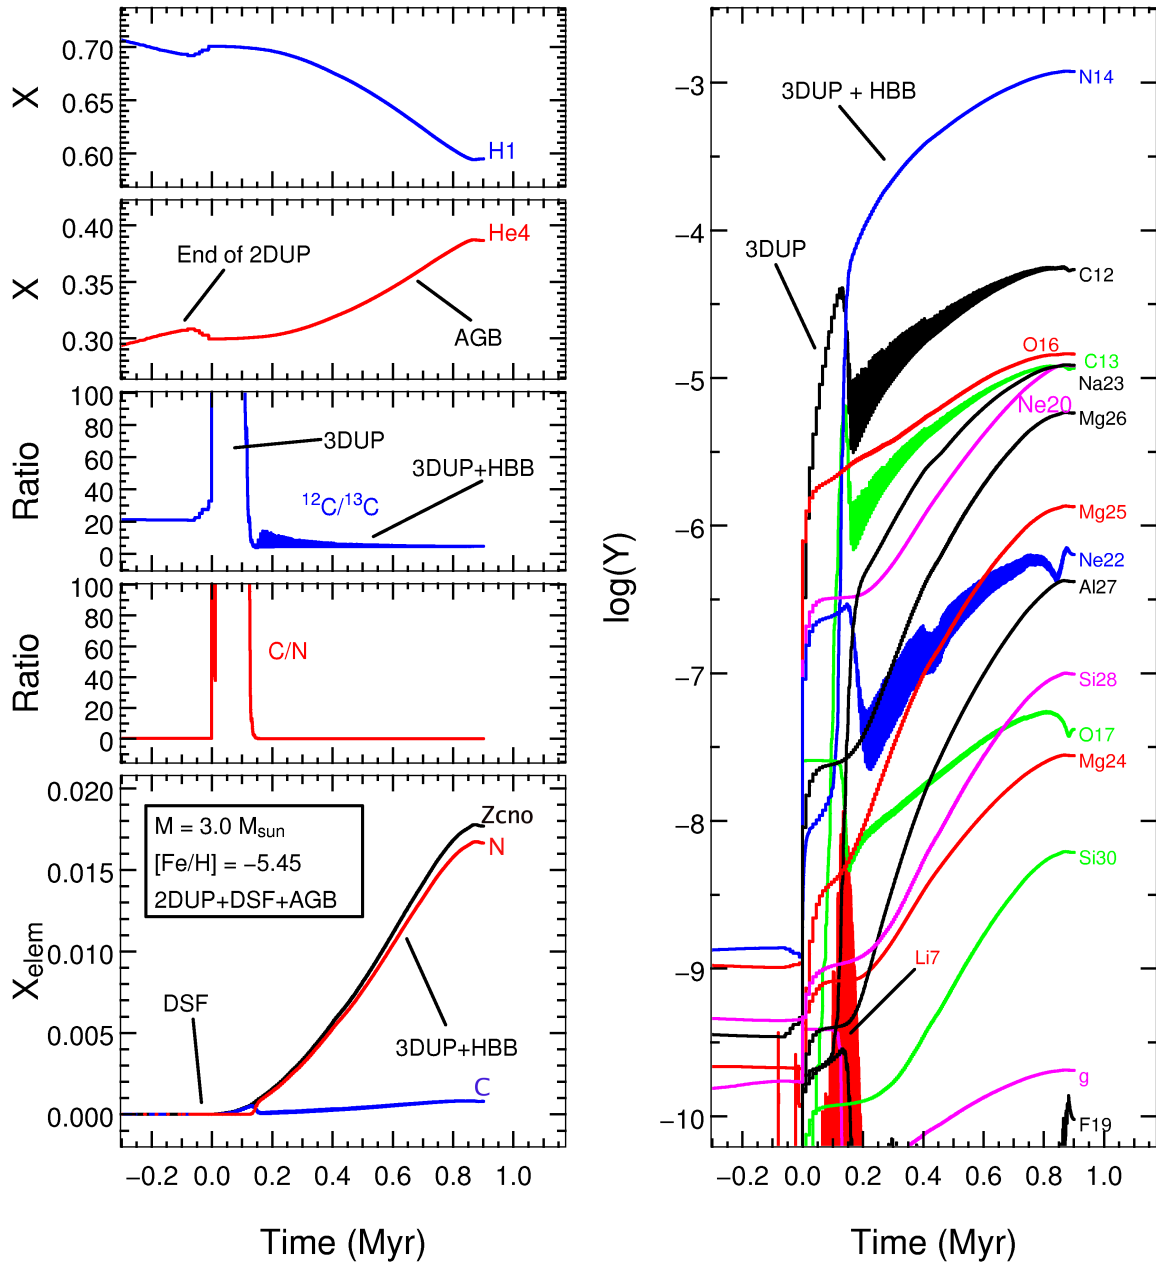 0.70
0.65
0.60
X
H1
0.40
0.35
0.30
X
He4
End of 2DUP
AGB
100
80
60
40
20
0
Ratio
3DUP
3DUP+HBB
¹²C/¹³C
100
80
60
40
20
0
Ratio
C/N
0.020
0.015
0.010
0.005
0.000
Xelem
M = 3.0 Msun
[Fe/H] = −5.45
2DUP+DSF+AGB
Zcno
N
DSF
3DUP+HBB
C
−0.2 0.0 0.2 0.4 0.6 0.8 1.0
Time (Myr)
−3
−4
−5
−6
−7
−8
−9
−10
log(Y)
3DUP + HBB
3DUP
N14
C12
O16
C13
Na23
Ne20
Mg26
Mg25
Ne22
Al27
Si28
O17
Mg24
Si30
Li7
g
F19
−0.2 0.0 0.2 0.4 0.6 0.8 1.0
Time (Myr)